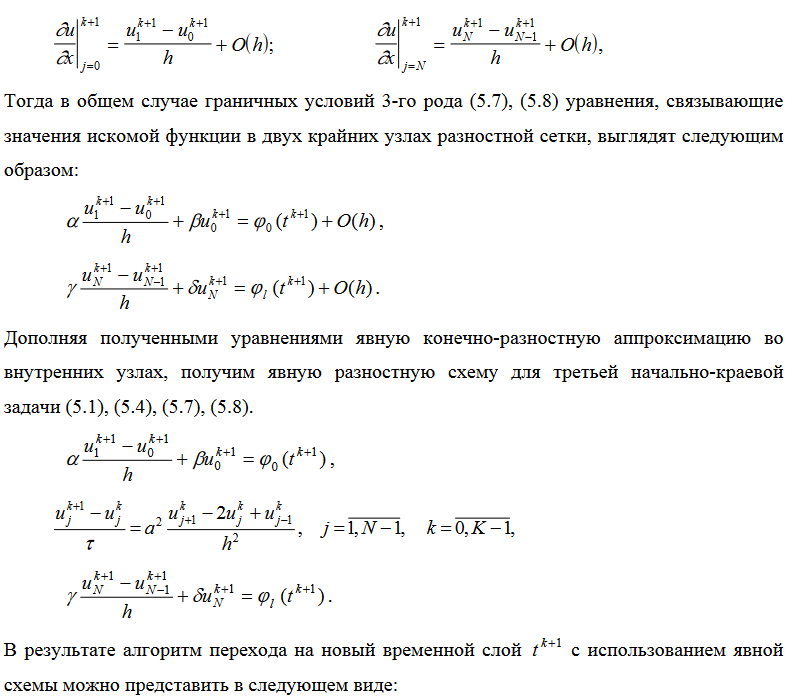 \left.\frac{\partial u}{\partial x}\right|_{j=0}^{k+1} = \frac{u_1^{k+1} - u_0^{k+1}}{h} + O(h); \left.\frac{\partial u}{\partial x}\right|_{j=N}^{k+1} = \frac{u_N^{k+1} - u_{N-1}^{k+1}}{h} + O(h),
Тогда в общем случае граничных условий 3-го рода (5.7), (5.8) уравнения, связывающие
значения искомой функции в двух крайних узлах разностной сетки, выглядят следующим
образом:
\alpha \frac{u_1^{k+1} - u_0^{k+1}}{h} + \beta u_0^{k+1} = \varphi_0(t^{k+1}) + O(h),
\gamma \frac{u_N^{k+1} - u_{N-1}^{k+1}}{h} + \delta u_N^{k+1} = \varphi_l(t^{k+1}) + O(h).
Дополняя полученными уравнениями явную конечно-разностную аппроксимацию во
внутренних узлах, получим явную разностную схему для третьей начально-краевой
задачи (5.1), (5.4), (5.7), (5.8).
\alpha \frac{u_1^{k+1} - u_0^{k+1}}{h} + \beta u_0^{k+1} = \varphi_0(t^{k+1}),
\frac{u_j^{k+1} - u_j^k}{\tau} = a^2 \frac{u_{j+1}^k - 2u_j^k + u_{j-1}^k}{h^2}, j = \overline{1, N-1}, k = \overline{0, K-1},
\gamma \frac{u_N^{k+1} - u_{N-1}^{k+1}}{h} + \delta u_N^{k+1} = \varphi_l(t^{k+1}).
В результате алгоритм перехода на новый временной слой t^{k+1} с использованием явной
схемы можно представить в следующем виде: